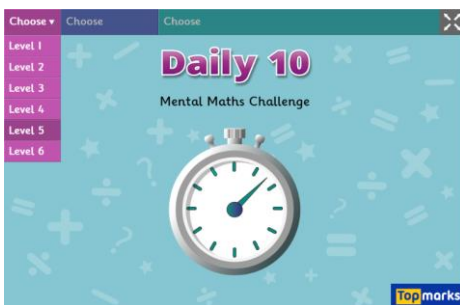 Choose ▾ Choose Choose
Level 1
Level 2
Level 3
Level 4
Level 5
Level 6
Daily 10
Mental Maths Challenge
Topmarks